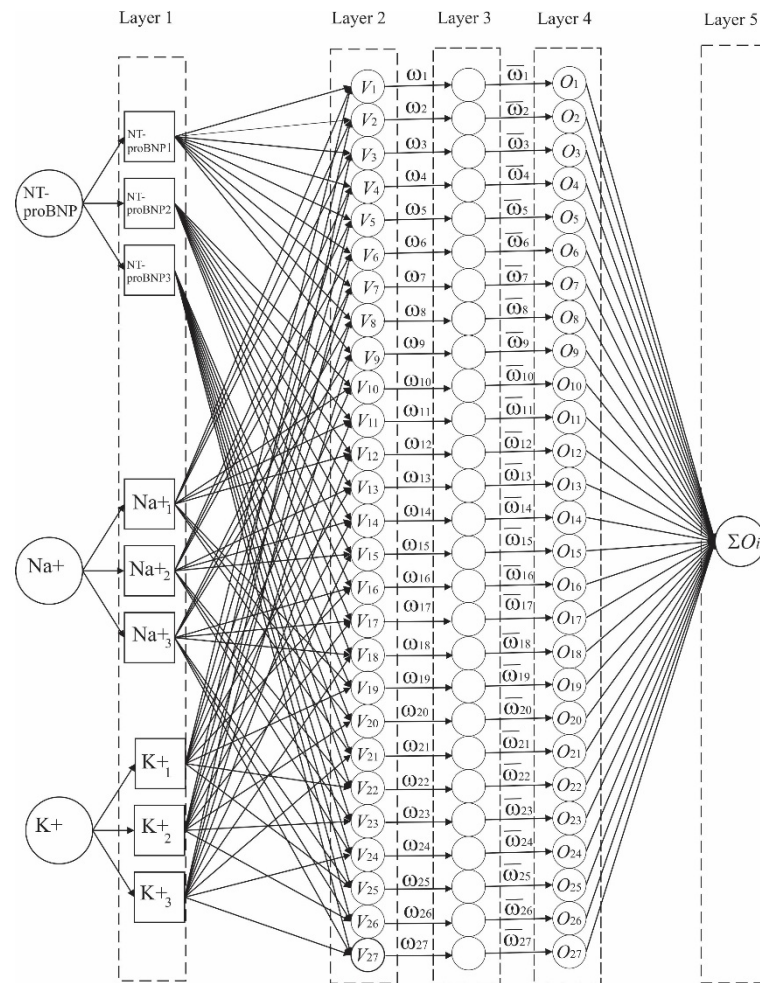 Layer 1 Layer 2 Layer 3 Layer 4 Layer 5
NT-
proBNP
NT-
proBNP1
NT-
proBNP2
NT-
proBNP3
Na+
Na+1
Na+2
Na+3
K+
K+1
K+2
K+3
V1 ω1 ω̅1 O1
V2 ω2 ω̅2 O2
V3 ω3 ω̅3 O3
V4 ω4 ω̅4 O4
V5 ω5 ω̅5 O5
V6 ω6 ω̅6 O6
V7 ω7 ω̅7 O7
V8 ω8 ω̅8 O8
V9 ω9 ω̅9 O9
V10 ω10 ω̅10 O10
V11 ω11 ω̅11 O11
V12 ω12 ω̅12 O12
V13 ω13 ω̅13 O13
V14 ω14 ω̅14 O14
V15 ω15 ω̅15 O15
V16 ω16 ω̅16 O16
V17 ω17 ω̅17 O17
V18 ω18 ω̅18 O18
V19 ω19 ω̅19 O19
V20 ω20 ω̅20 O20
V21 ω21 ω̅21 O21
V22 ω22 ω̅22 O22
V23 ω23 ω̅23 O23
V24 ω24 ω̅24 O24
V25 ω25 ω̅25 O25
V26 ω26 ω̅26 O26
V27 ω27 ω̅27 O27
ΣOi